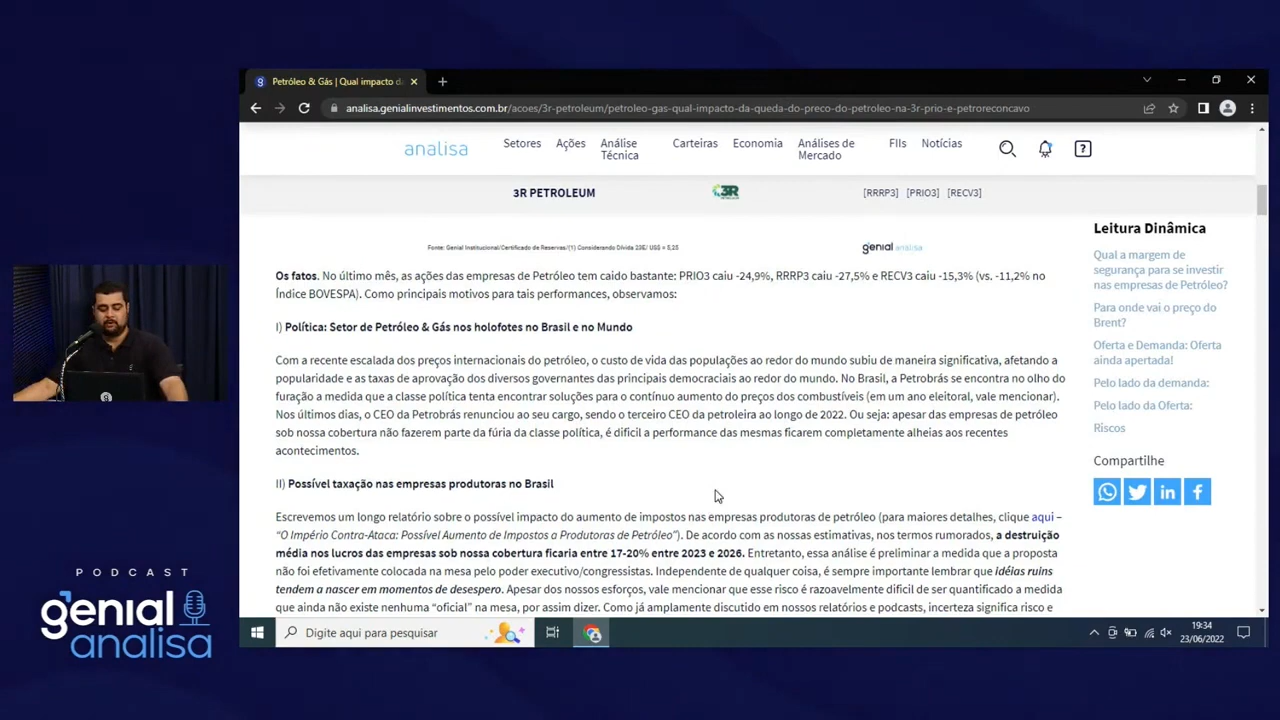 Petróleo & Gás | Qual impacto d
analisa.genialinvestimentos.com.br/acoes/3r-petroleum/petroleo-gas-qual-impacto-da-queda-do-preco-do-petroleo-na-3r-prio-e-petroreconcavo
analisa
Setores
Ações
Análise
Técnica
Carteiras
Economia
Análises de
Mercado
FIIs
Notícias
3R PETROLEUM
3R
PETROLEUM
[RRRP3] [PRIO3] [RECV3]
Fonte: Genial Institucional/Certificado de Reservas/(1) Considerando Dívida 23E/ US$ = 5,25
genial analisa
Os fatos. No último mês, as ações das empresas de Petróleo tem caido bastante: PRIO3 caiu -24,9%, RRRP3 caiu -27,5% e RECV3 caiu -15,3% (vs. -11,2% no
Índice BOVESPA). Como principais motivos para tais performances, observamos:
I) Política: Setor de Petróleo & Gás nos holofotes no Brasil e no Mundo
Com a recente escalada dos preços internacionais do petróleo, o custo de vida das populações ao redor do mundo subiu de maneira significativa, afetando a
popularidade e as taxas de aprovação dos diversos governantes das principais democraciais ao redor do mundo. No Brasil, a Petrobrás se encontra no olho do
furação a medida que a classe política tenta encontrar soluções para o contínuo aumento do preços dos combustíveis (em um ano eleitoral, vale mencionar).
Nos últimos dias, o CEO da Petrobrás renunciou ao seu cargo, sendo o terceiro CEO da petroleira ao longo de 2022. Ou seja: apesar das empresas de petróleo
sob nossa cobertura não fazerem parte da fúria da classe política, é dificil a performance das mesmas ficarem completamente alheias aos recentes
acontecimentos.
II) Possível taxação nas empresas produtoras no Brasil
Escrevemos um longo relatório sobre o possível impacto do aumento de impostos nas empresas produtoras de petróleo (para maiores detalhes, clique aqui –
“O Império Contra-Ataca: Possível Aumento de Impostos a Produtoras de Petróleo”). De acordo com as nossas estimativas, nos termos rumorados, a destruição
média nos lucros das empresas sob nossa cobertura ficaria entre 17-20% entre 2023 e 2026. Entretanto, essa análise é preliminar a medida que a proposta
não foi efetivamente colocada na mesa pelo poder executivo/congressistas. Independente de qualquer coisa, é sempre importante lembrar que idéias ruins
tendem a nascer em momentos de desespero. Apesar dos nossos esforços, vale mencionar que esse risco é razoavelmente dificil de ser quantificado a medida
que ainda não existe nenhuma “oficial” na mesa, por assim dizer. Como já amplamente discutido em nossos relatórios e podcasts, incerteza significa risco e
Leitura Dinâmica
Qual a margem de
segurança para se investir
nas empresas de Petróleo?
Para onde vai o preço do
Brent?
Oferta e Demanda: Oferta
ainda apertada!
Pelo lado da demanda:
Pelo lado da Oferta:
Riscos
Compartilhe
Digite aqui para pesquisar
19:34
23/06/2022
PODCAST
genial
analisa